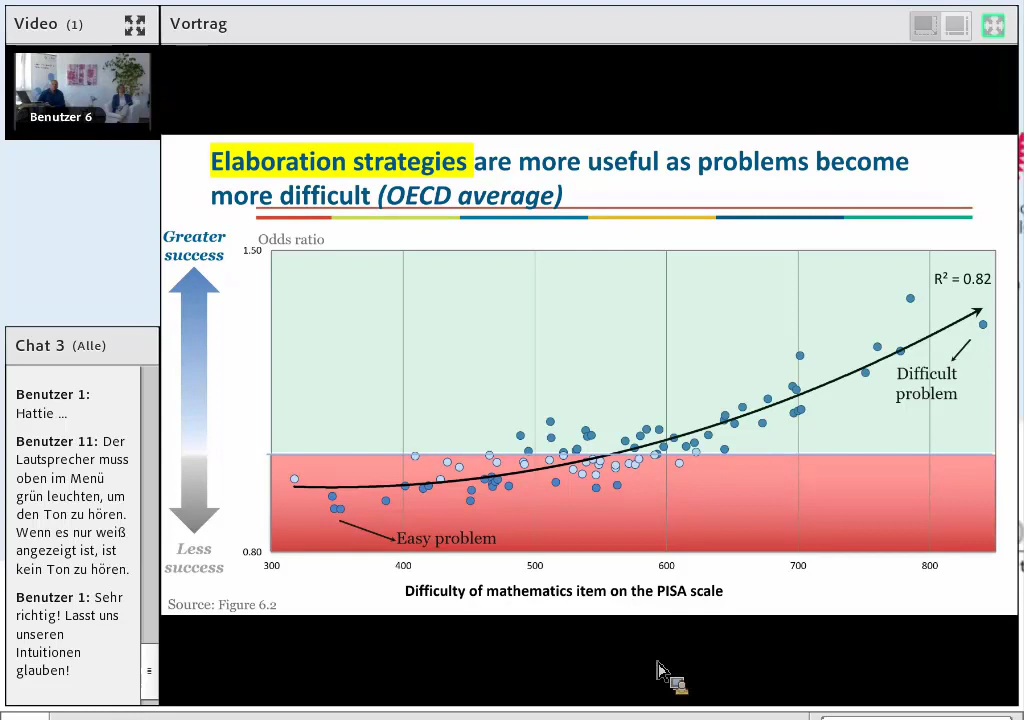 Video (1)
Vortrag
Benutzer 6
Elaboration strategies are more useful as problems become
more difficult (OECD average)
Greater
success
Odds ratio
1.50
R² = 0.82
Difficult
problem
Easy problem
0.80
Less
success
300 400 500 600 700 800
Difficulty of mathematics item on the PISA scale
Source: Figure 6.2
Chat 3 (Alle)
Benutzer 1:
Hattie ...
Benutzer 11: Der
Lautsprecher muss
oben im Menü
grün leuchten, um
den Ton zu hören.
Wenn es nur weiß
angezeigt ist, ist
kein Ton zu hören.
Benutzer 1: Sehr
richtig! Lasst uns
unseren
Intuitionen
glauben!